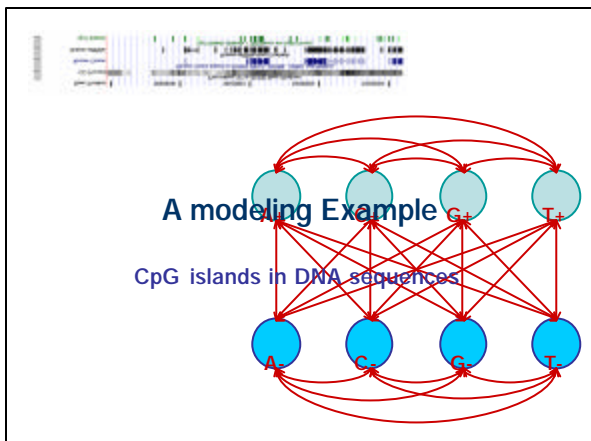 A+ C+ G+ T+
A modeling Example
CpG islands in DNA sequences
A- C- G- T-